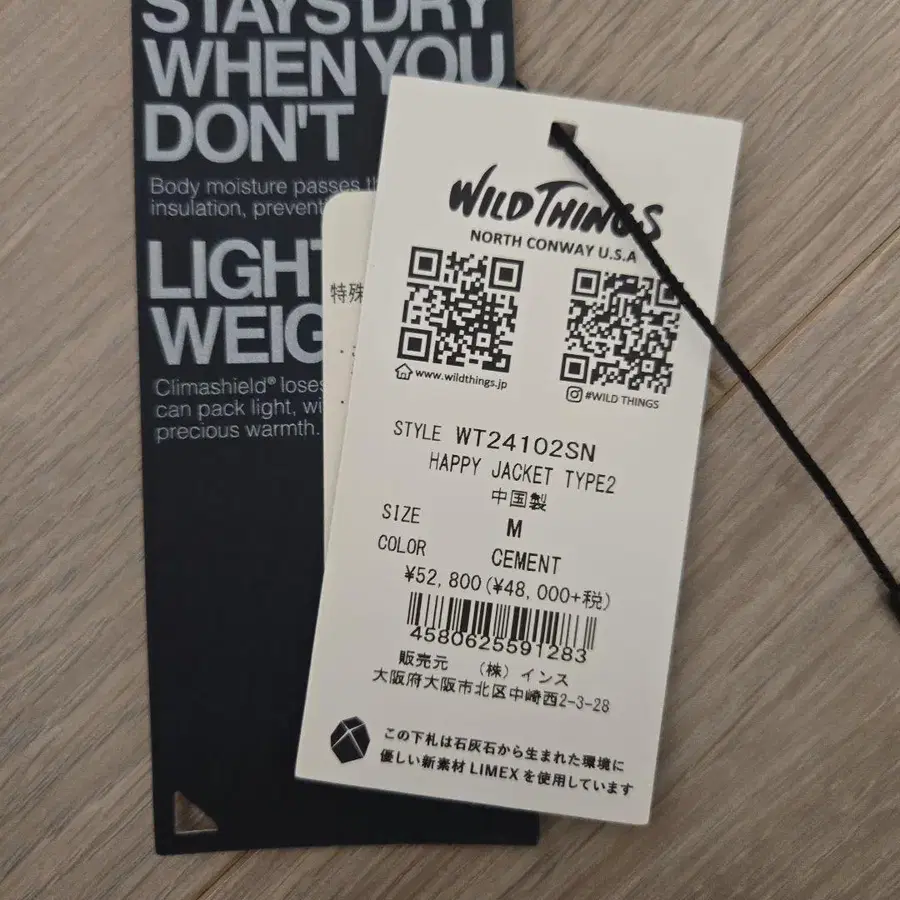 STAYS DRY
WHEN YOU
DON'T
Body moisture passes
insulation, prevent
LIGHT
WEIG
Climashield® loses
can pack light, wi
precious warmth.
特殊
WILD THINGS
NORTH CONWAY U.S.A
www.wildthings.jp
#WILD THINGS
STYLE WT24102SN
HAPPY JACKET TYPE2
中国製
SIZE M
COLOR CEMENT
¥52,800(¥48,000+税)
4580625591283
販売元 (株)インス
大阪府大阪市北区中崎西2-3-28
この下札は石灰石から生まれた環境に
優しい新素材 LIMEX を使用しています